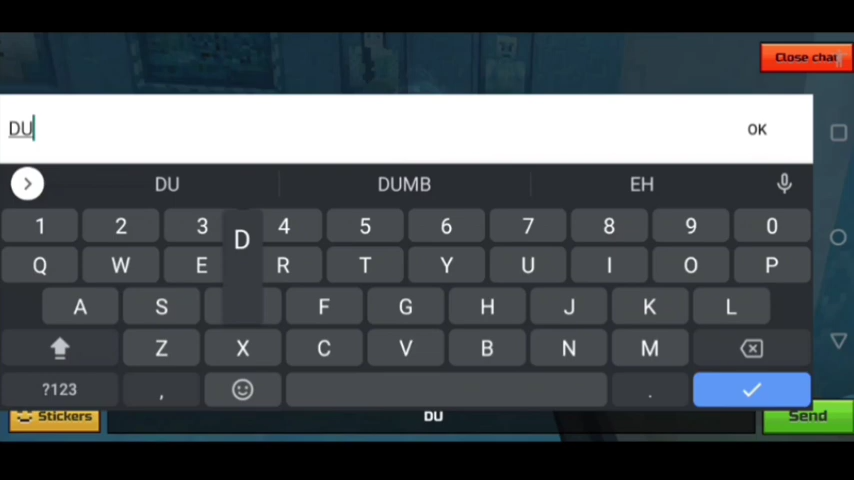 Close chat
DU
OK
DU DUMB EH
1 2 3 4 5 6 7 8 9 0
D
Q W E R T Y U I O P
A S F G H J K L
Z X C V B N M
?123 , .
Stickers DU Send